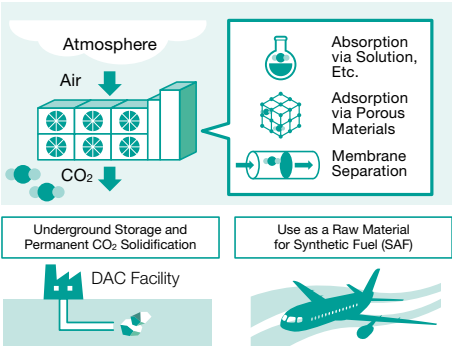 Atmosphere
Air
CO₂
Absorption
via Solution,
Etc.
Adsorption
via Porous
Materials
Membrane
Separation
Underground Storage and
Permanent CO₂ Solidification
DAC Facility
Use as a Raw Material
for Synthetic Fuel (SAF)